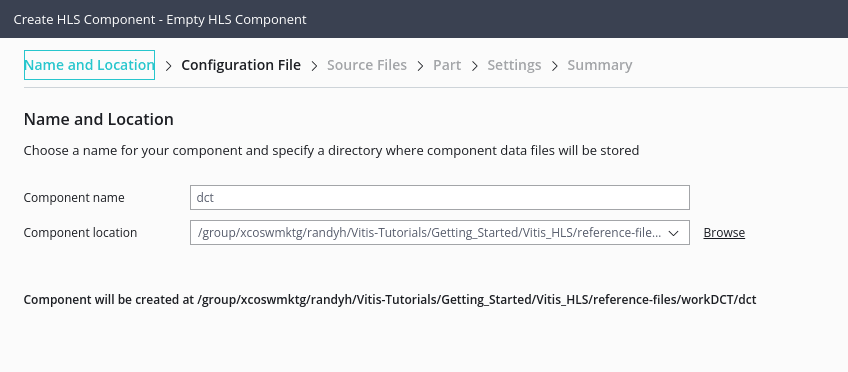 Create HLS Component - Empty HLS Component
Name and Location > Configuration File > Source Files > Part > Settings > Summary
Name and Location
Choose a name for your component and specify a directory where component data files will be stored
Component name dct
Component location /group/xcoswmktg/randyh/Vitis-Tutorials/Getting_Started/Vitis_HLS/reference-file... Browse
Component will be created at /group/xcoswmktg/randyh/Vitis-Tutorials/Getting_Started/Vitis_HLS/reference-files/workDCT/dct